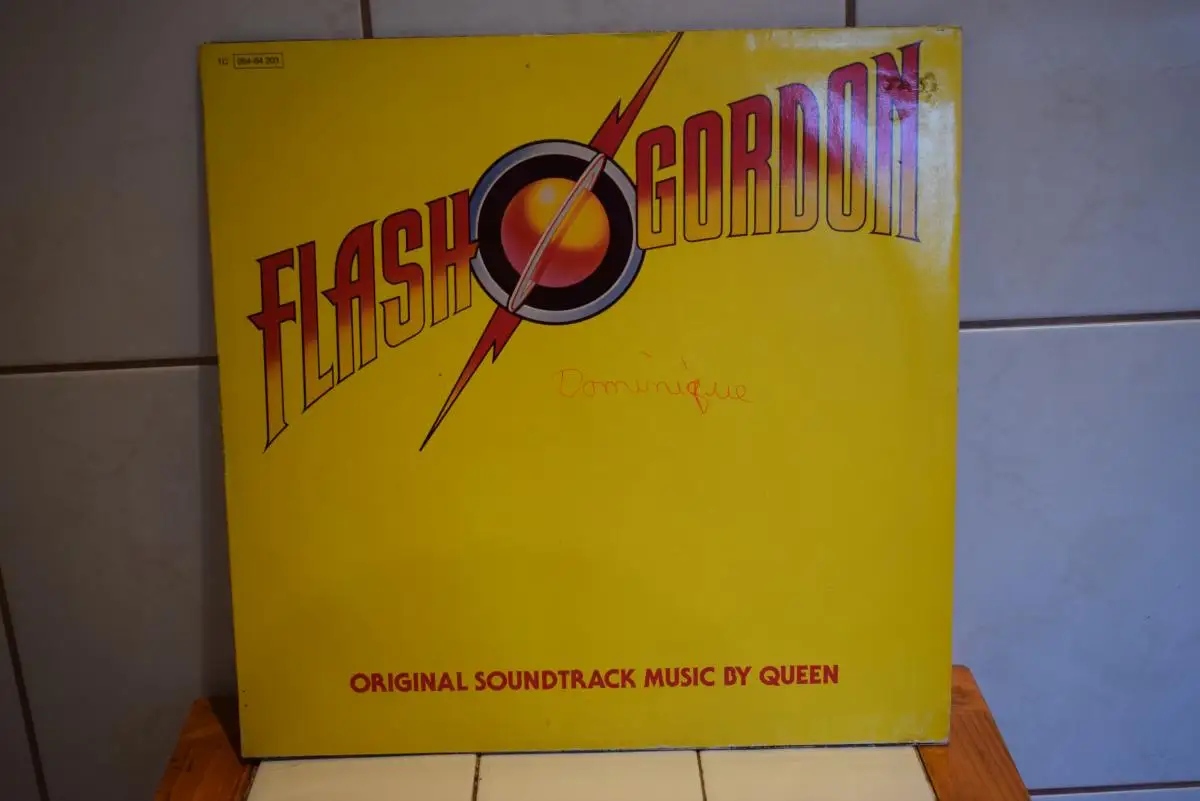 FLASH GORDON
Dominique
ORIGINAL SOUNDTRACK MUSIC BY QUEEN